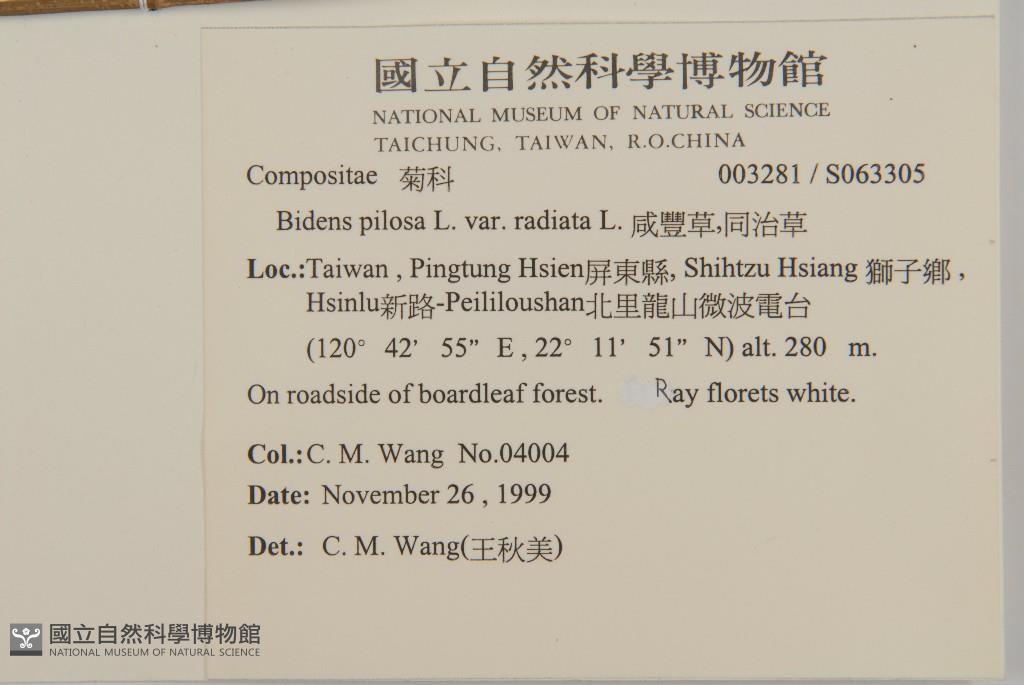 國立自然科學博物館
NATIONAL MUSEUM OF NATURAL SCIENCE
TAICHUNG, TAIWAN, R.O.CHINA
Compositae 菊科 003281 / S063305
Bidens pilosa L. var. radiata L. 咸豐草,同治草
Loc.:Taiwan , Pingtung Hsien屏東縣, Shihtzu Hsiang 獅子鄉 ,
Hsinlu新路-Peililoushan北里龍山微波電台
(120° 42’ 55” E , 22° 11’ 51” N) alt. 280 m.
On roadside of boardleaf forest. Ray florets white.
Col.: C. M. Wang No.04004
Date: November 26 , 1999
Det.: C. M. Wang(王秋美)
國立自然科學博物館
NATIONAL MUSEUM OF NATURAL SCIENCE